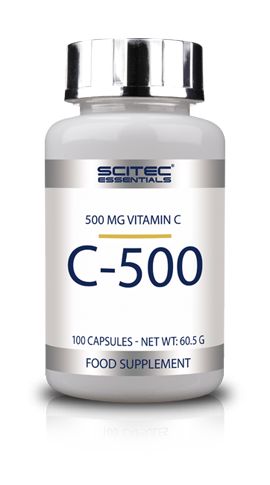 SCITEC®
ESSENTIALS
500 MG VITAMIN C
C-500
100 CAPSULES - NET WT: 60.5 G
FOOD SUPPLEMENT